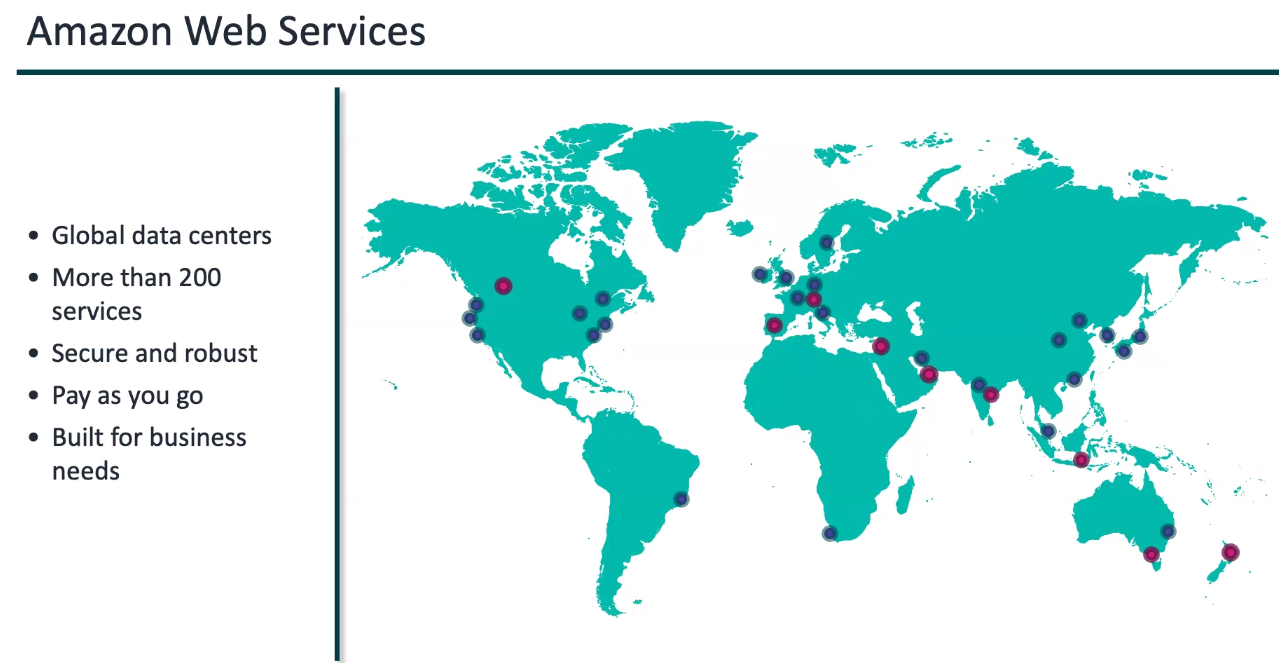 Amazon Web Services
• Global data centers
• More than 200
services
• Secure and robust
• Pay as you go
• Built for business
needs